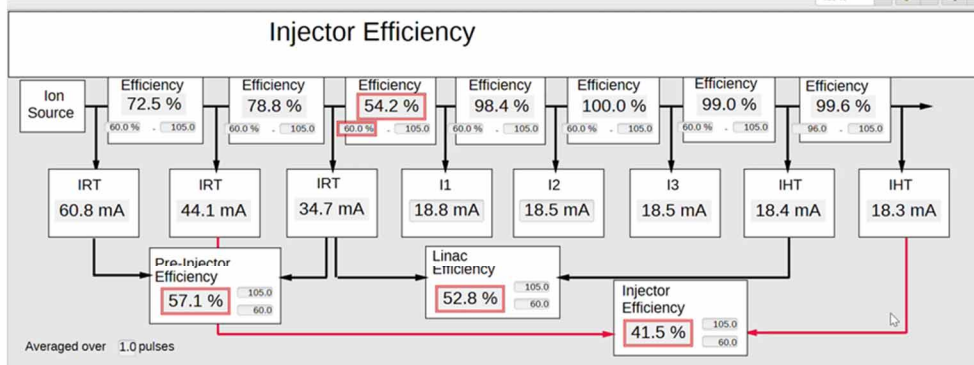 Injector Efficiency
Ion
Source
Efficiency
72.5 %
60.0 % - 105.0
Efficiency
78.8 %
60.0 % - 105.0
Efficiency
54.2 %
60.0 % - 105.0
Efficiency
98.4 %
60.0 % - 105.0
Efficiency
100.0 %
60.0 % - 105.0
Efficiency
99.0 %
60.0 % - 105.0
Efficiency
99.6 %
96.0 - 105.0
IRT
60.8 mA
IRT
44.1 mA
IRT
34.7 mA
I1
18.8 mA
I2
18.5 mA
I3
18.5 mA
IHT
18.4 mA
IHT
18.3 mA
Pre-Injector
Efficiency
57.1 %
105.0
60.0
Linac
Efficiency
52.8 %
105.0
60.0
Injector
Efficiency
41.5 %
105.0
60.0
Averaged over 1.0 pulses